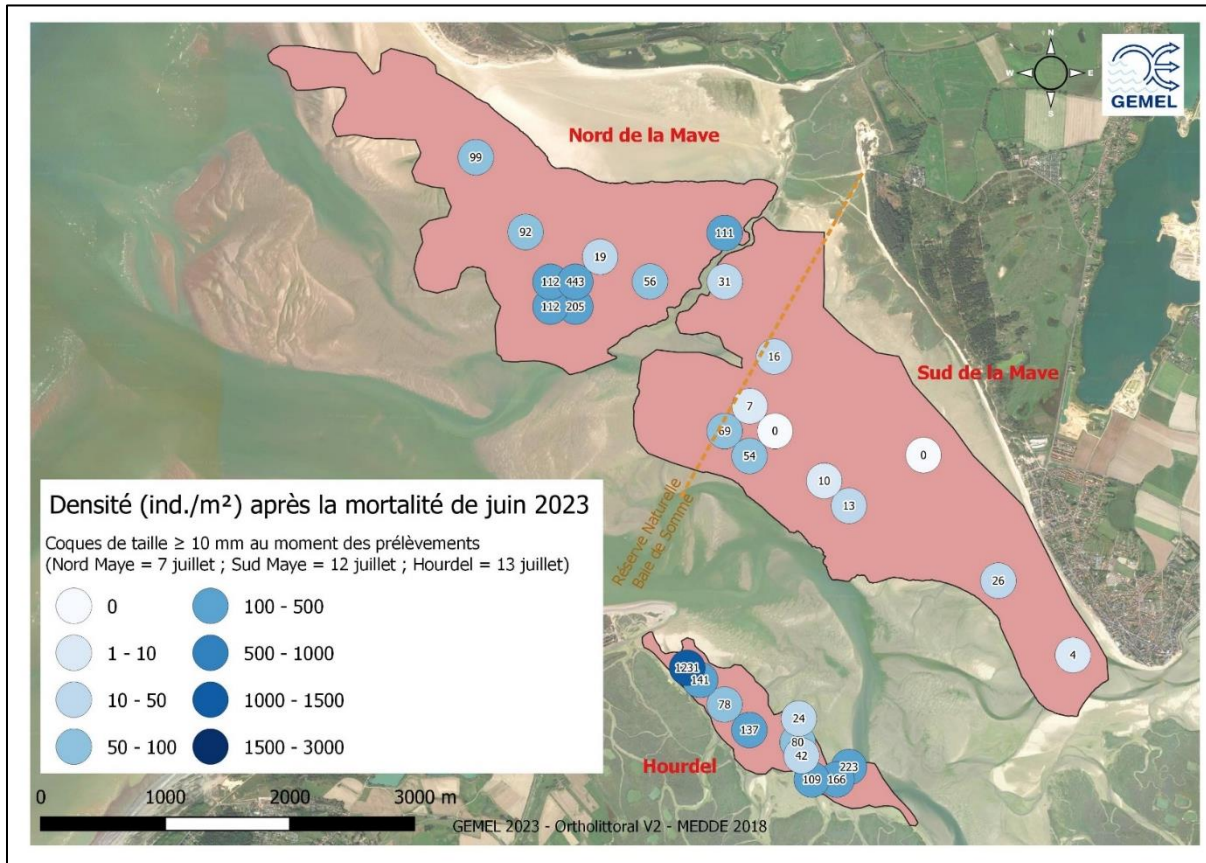 N
W
E
S
GEMEL
Nord de la Mave
99
92
111
19
112
443
56
31
112
205
16
Sud de la Mave
7
69
0
0
54
10
13
Réserve Naturelle
Baie de Somme
26
4
Densité (ind./m²) après la mortalité de juin 2023
Coques de taille ≥ 10 mm au moment des prélèvements
(Nord Maye = 7 juillet ; Sud Maye = 12 juillet ; Hourdel = 13 juillet)
0
100 - 500
1 - 10
500 - 1000
10 - 50
1000 - 1500
50 - 100
1500 - 3000
1231
141
78
24
137
80
42
Hourdel
223
109
166
0
1000
2000
3000 m
GEMEL 2023 - Ortholittoral V2 - MEDDE 2018